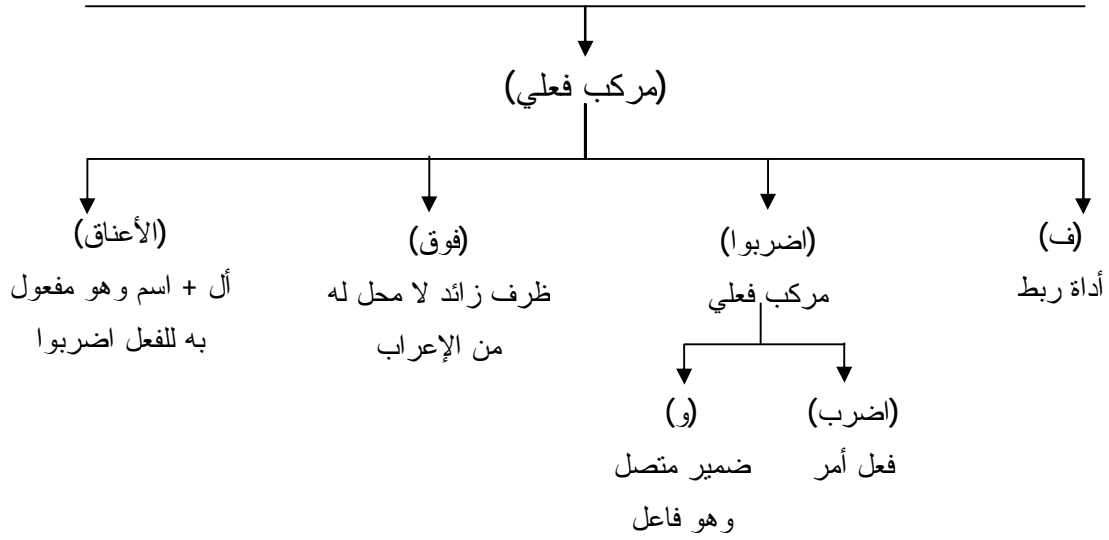 (مركب فعلي)
(ف)
أداة ربط
(اضربوا)
مركب فعلي
(فوق)
ظرف زائد لا محل له
من الإعراب
(الأعناق)
أل + اسم وهو مفعول
به للفعل اضربوا
(اضرب)
فعل أمر
(و)
ضمير متصل
وهو فاعل